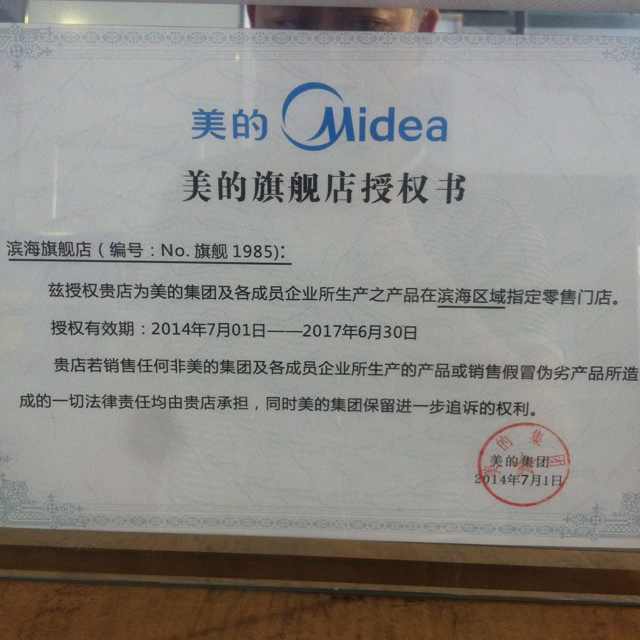 美的 Midea
美的旗舰店授权书
滨海旗舰店（编号：No. 旗舰 1985）：
兹授权贵店为美的集团及各成员企业所生产之产品在滨海区域指定零售门店。
授权有效期：2014年7月01日——2017年6月30日
贵店若销售任何非美的集团及各成员企业所生产的产品或销售假冒伪劣产品所造
成的一切法律责任均由贵店承担，同时美的集团保留进一步追诉的权利。
美的集团
2014年7月1日